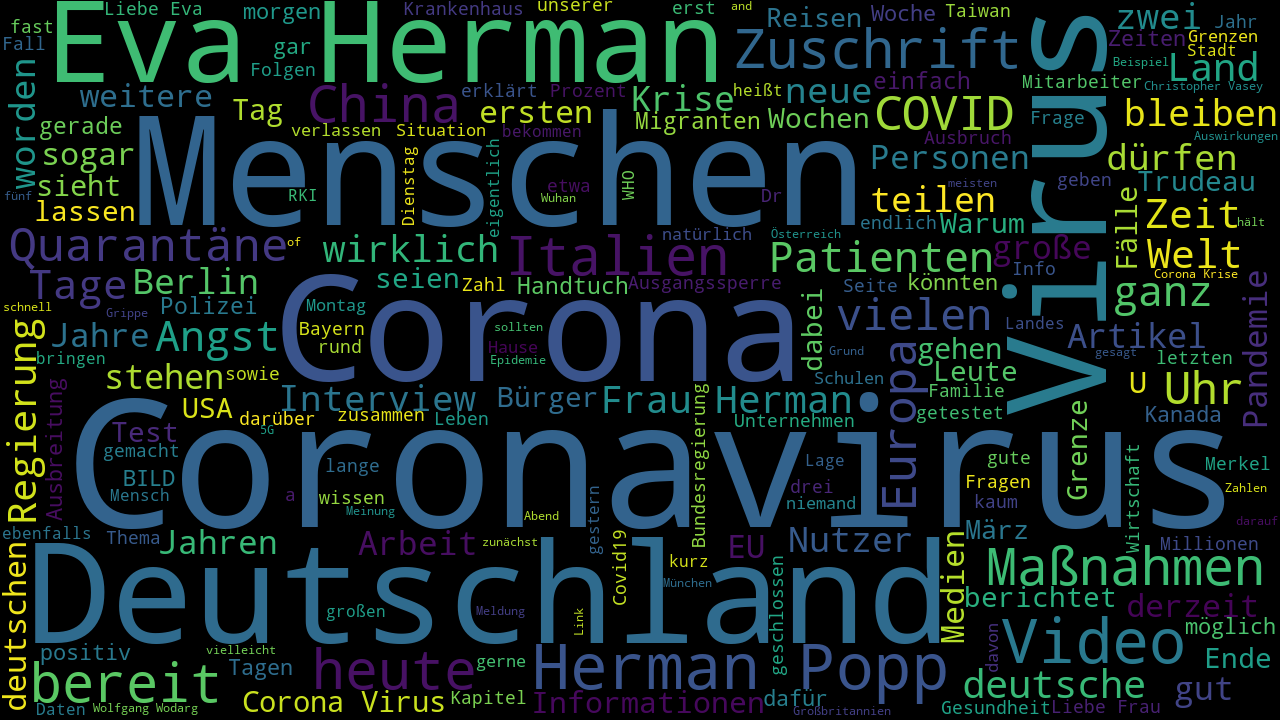 Liebe Eva
Krankenhaus
unserer
and
fast
Eva Herman
morgen
erst
Reisen
Woche
Taiwan
zwei
Jahr
Fall
gar
Zuschrift
Zeiten
Grenzen
Folgen
Stadt
Beispiel
Land
worden
weitere
China
erklärt
Prozent
Krise
heißt
neue
einfach
Mitarbeiter
Christopher Vasey
Tag
ersten
Migranten
Wochen
COVID
Frage
bleiben
gerade
verlassen
Situation
bekommen
Ausbruch
Auswirkungen
sogar
Menschen
Personen
dürfen
sieht
Dienstag
eigentlich
etwa
WHO
meisten
geben
Trudeau
fünf
RKI
Wuhan
Dr
teilen
lassen
endlich
Warum
Zeit
hält
Virus
Quarantäne
of
wirklich
Italien
natürlich
Österreich
Patienten
große
Fälle
Welt
Tage
Berlin
seien
Zahl
Handtuch
Ausgangssperre
Info
Corona Krise
Seite
könnten
ganz
schnell
Polizei
Montag
Corona
dabei
vielen
Landes
Pandemie
Grippe
Jahre
Angst
Bayern
rund
sollten
Hause
Epidemie
Grund
gehen
Artikel
gesagt
letzten
bringen
Regierung
stehen
sowie
Schulen
Leute
Europa
U
Uhr
Familie
USA
Interview
Bürger
Frau Herman
getestet
Kanada
darüber
zusammen
Leben
Unternehmen
Ausbreitung
Test
5G
Bundesregierung
Grenze
gemacht
Coronavirus
BILD
lange
Lage
gute
Merkel
Mensch
a
wissen
drei
Fragen
Wirtschaft
Zahlen
Meinung
niemand
kaum
Abend
gestern
darauf
ebenfalls
Thema
Jahren
Arbeit
zunächst
Covid19
EU
Nutzer
März
Millionen
deutschen
kurz
Medien
Maßnahmen
Deutschland
München
geschlossen
großen
Meldung
Link
berichtet
derzeit
positiv
vielleicht
davon
Video
möglich
Tagen
heute
gerne
Herman Popp
Ende
bereit
deutsche
gut
Daten
Wolfgang Wodarg
Corona Virus
Kapitel
Informationen
dafür
Großbritannien
Gesundheit
Liebe Frau